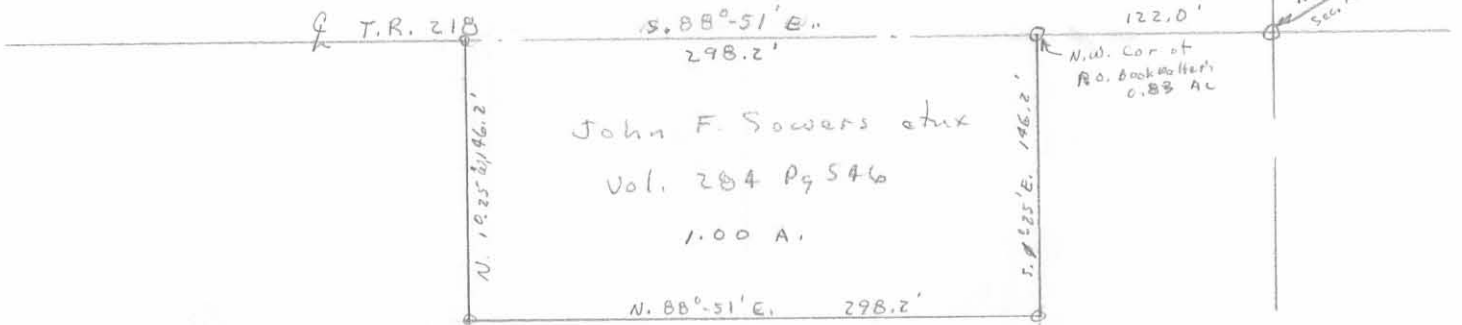 ℄ T.R. 218
S. 88°-51' E.
298.2'
122.0'
Sec.
N.W. Cor of
0.83 Ac
N. 1°25' W. 146.2'
John F. Sowers etux
Vol. 284 Pg 546
1.00 A.
S. 1°25' E. 146.2'
N. 88°-51' E. 298.2'